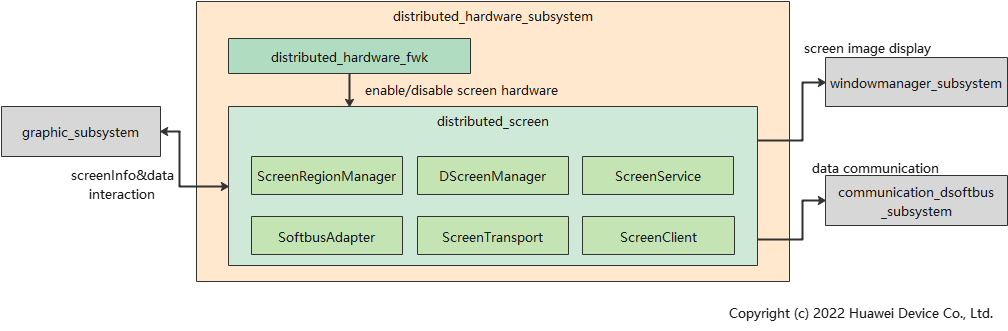 distributed_hardware_subsystem
distributed_hardware_fwk
enable/disable screen hardware
screen image display
windowmanager_subsystem
graphic_subsystem
screenInfo&data
interaction
distributed_screen
ScreenRegionManager
DScreenManager
ScreenService
SoftbusAdapter
ScreenTransport
ScreenClient
data communication
communication_dsoftbus
_subsystem
Copyright (c) 2022 Huawei Device Co., Ltd.